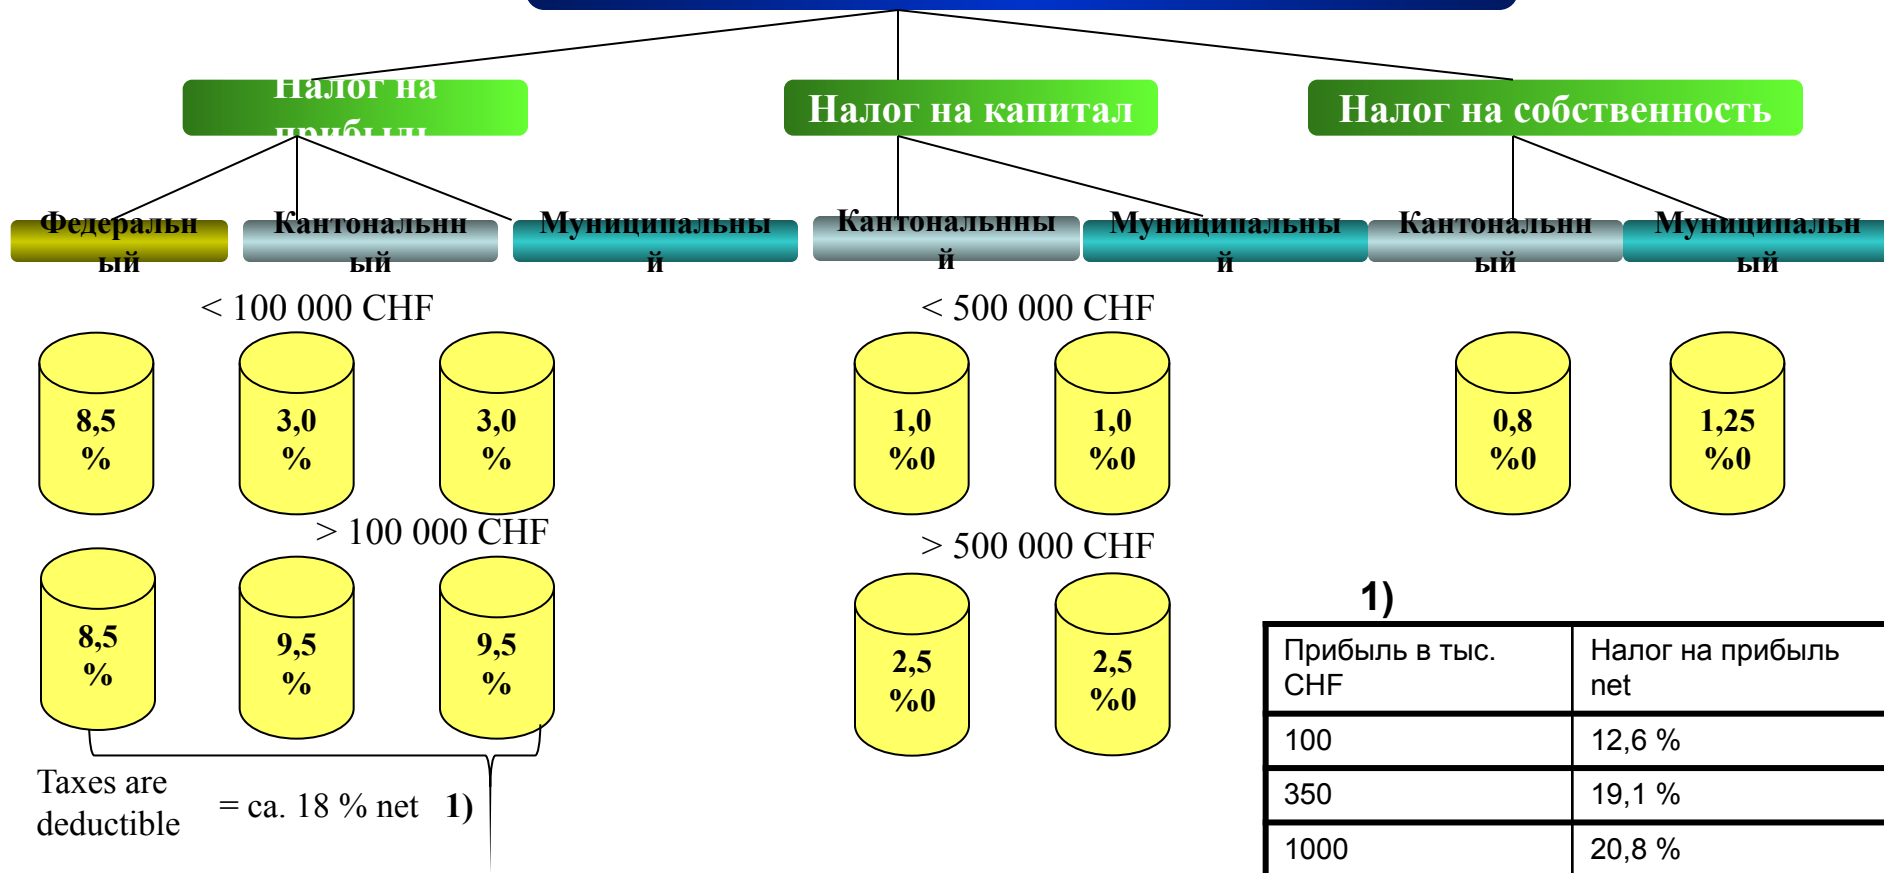 Налог на
прибыль
Налог на капитал
Налог на собственность
Федеральн
ый
Кантональнн
ый
Муниципальны
й
Кантональнны
й
Муниципальны
й
Кантональнн
ый
Муниципальн
ый
< 100 000 CHF
< 500 000 CHF
8,5
%
3,0
%
3,0
%
1,0
%0
1,0
%0
0,8
%0
1,25
%0
> 100 000 CHF
> 500 000 CHF
8,5
%
9,5
%
9,5
%
2,5
%0
2,5
%0
Taxes are
deductible
= ca. 18 % net 1)
1)
Прибыль в тыс.
CHF
Налог на прибыль
net
100
12,6 %
350
19,1 %
1000
20,8 %